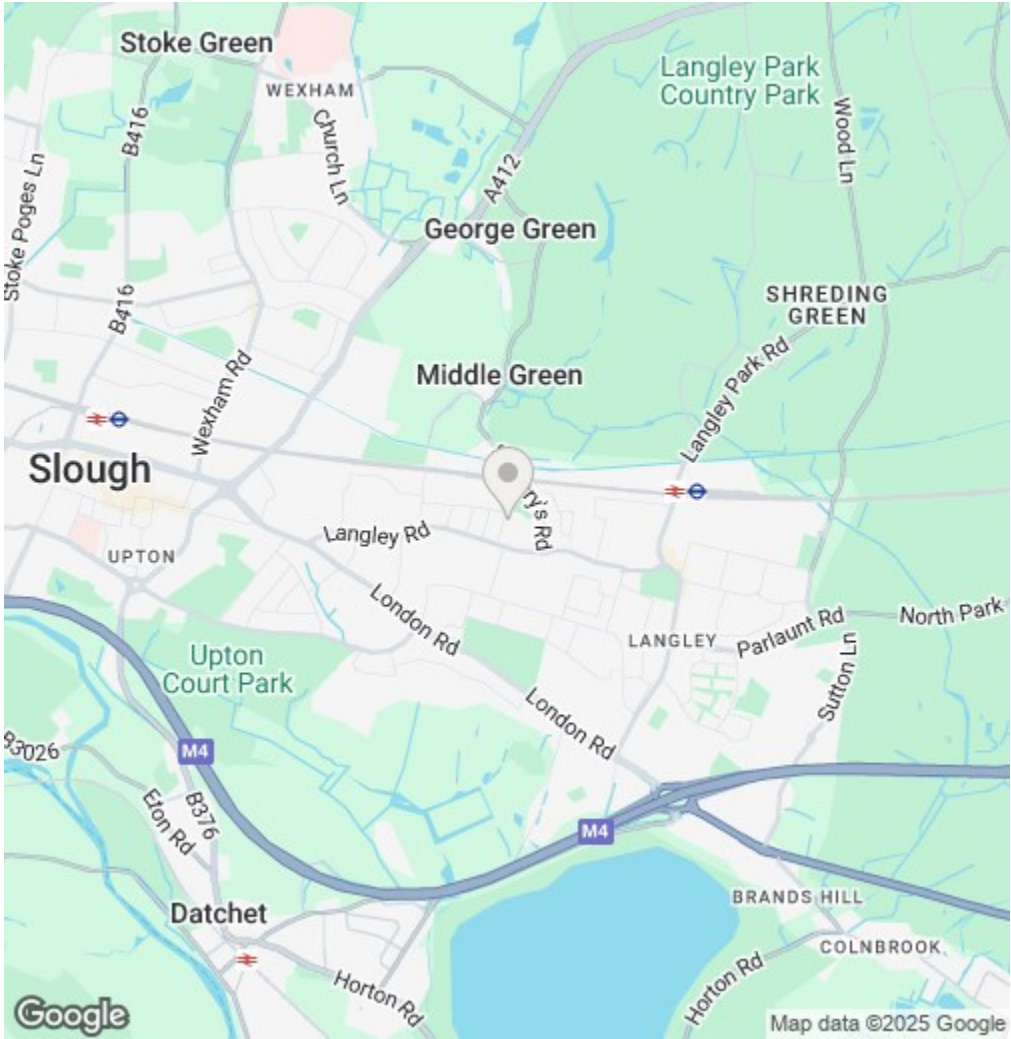 Stoke Green
WEXHAM
Langley Park
Country Park
B416
Church Ln
Wood Ln
A412
Stoke Poges Ln
George Green
SHREDING
GREEN
B416
Middle Green
Langley Park Rd
Wexham Rd
Slough
ry's Rd
Langley Rd
UPTON
London Rd
LANGLEY
Parlaunt Rd
North Park
Upton
Court Park
Sutton Ln
London Rd
B3026
M4
Eton Rd
B376
M4
BRANDS HILL
Datchet
COLNBROOK
Horton Rd
Horton Rd
Google
Map data ©2025 Google